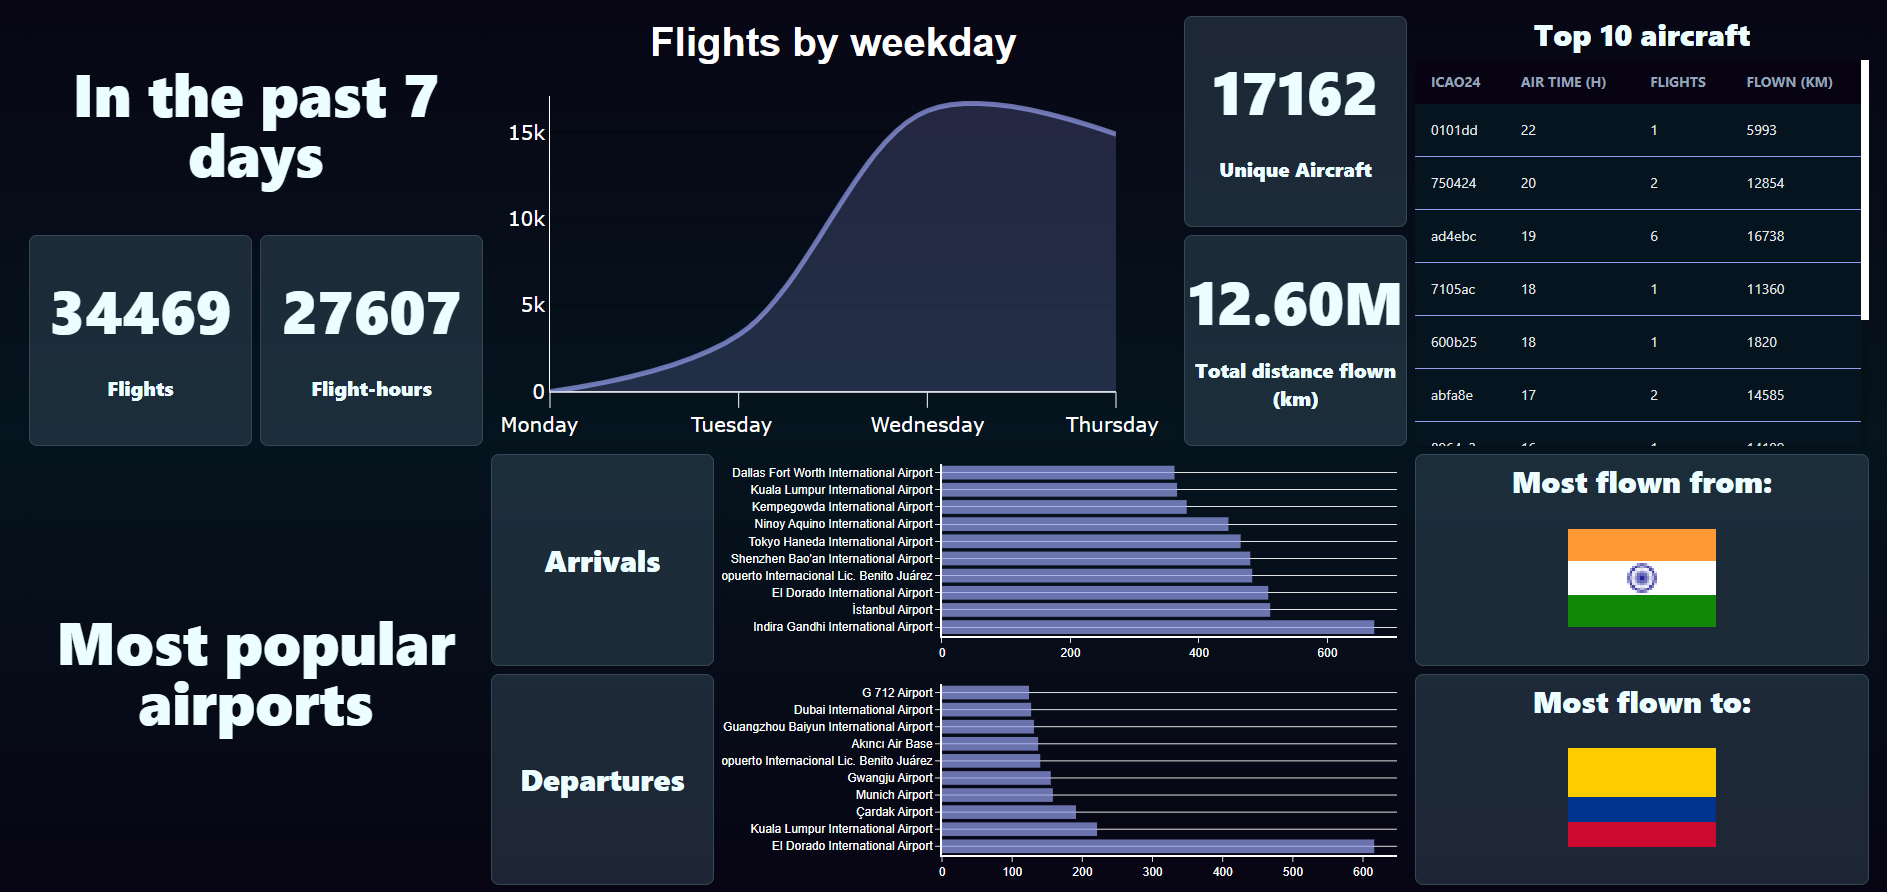 In the past 7
days
34469
Flights
27607
Flight-hours
Flights by weekday
15k
10k
5k
0
Monday Tuesday Wednesday Thursday
17162
Unique Aircraft
12.60M
Total distance flown
(km)
Top 10 aircraft
ICAO24 AIR TIME (H) FLIGHTS FLOWN (KM)
0101dd 22 1 5993
750424 20 2 12854
ad4ebc 19 6 16738
7105ac 18 1 11360
600b25 18 1 1820
abfa8e 17 2 14585
Most popular
airports
Arrivals
Dallas Fort Worth International Airport
Kuala Lumpur International Airport
Kempegowda International Airport
Ninoy Aquino International Airport
Tokyo Haneda International Airport
Shenzhen Bao'an International Airport
opuerto Internacional Lic. Benito Juárez
El Dorado International Airport
İstanbul Airport
Indira Gandhi International Airport
0 200 400 600
Departures
G 712 Airport
Dubai International Airport
Guangzhou Baiyun International Airport
Akıncı Air Base
opuerto Internacional Lic. Benito Juárez
Gwangju Airport
Munich Airport
Çardak Airport
Kuala Lumpur International Airport
El Dorado International Airport
0 100 200 300 400 500 600
Most flown from:
Most flown to: